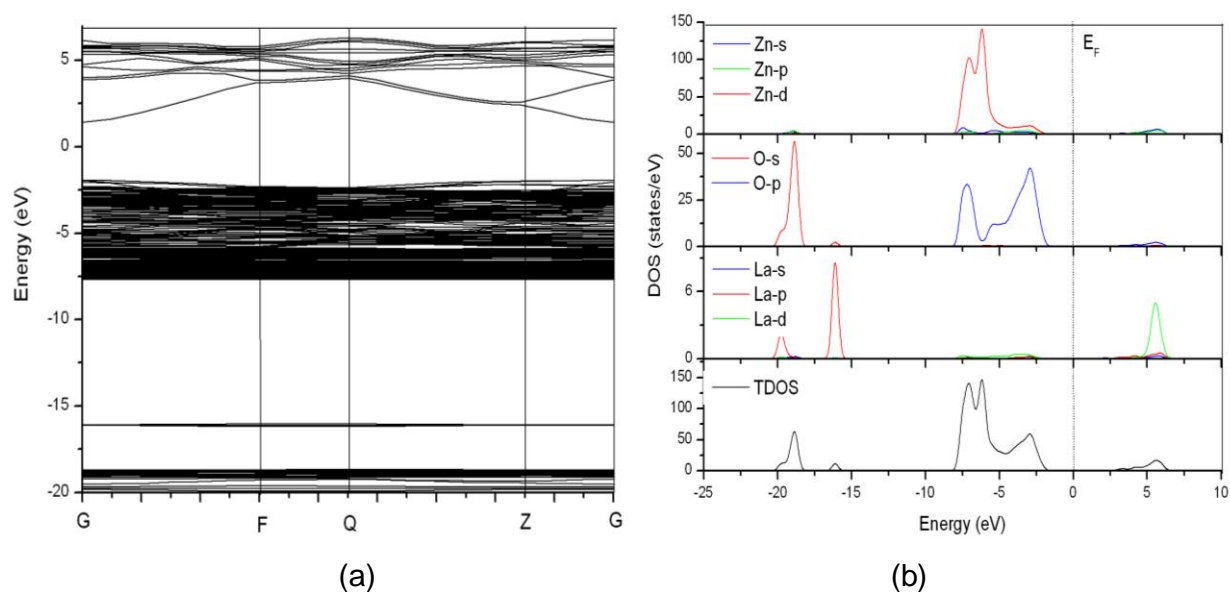 5
0
-5
-10
-15
-20
Energy (eV)
G F Q Z G
(a)
150
100
50
0
Zn-s
Zn-p
Zn-d
E_F
50
25
0
O-s
O-p
6
0
La-s
La-p
La-d
150
100
50
0
TDOS
DOS (states/eV)
-25 -20 -15 -10 -5 0 5 10
Energy (eV)
(b)